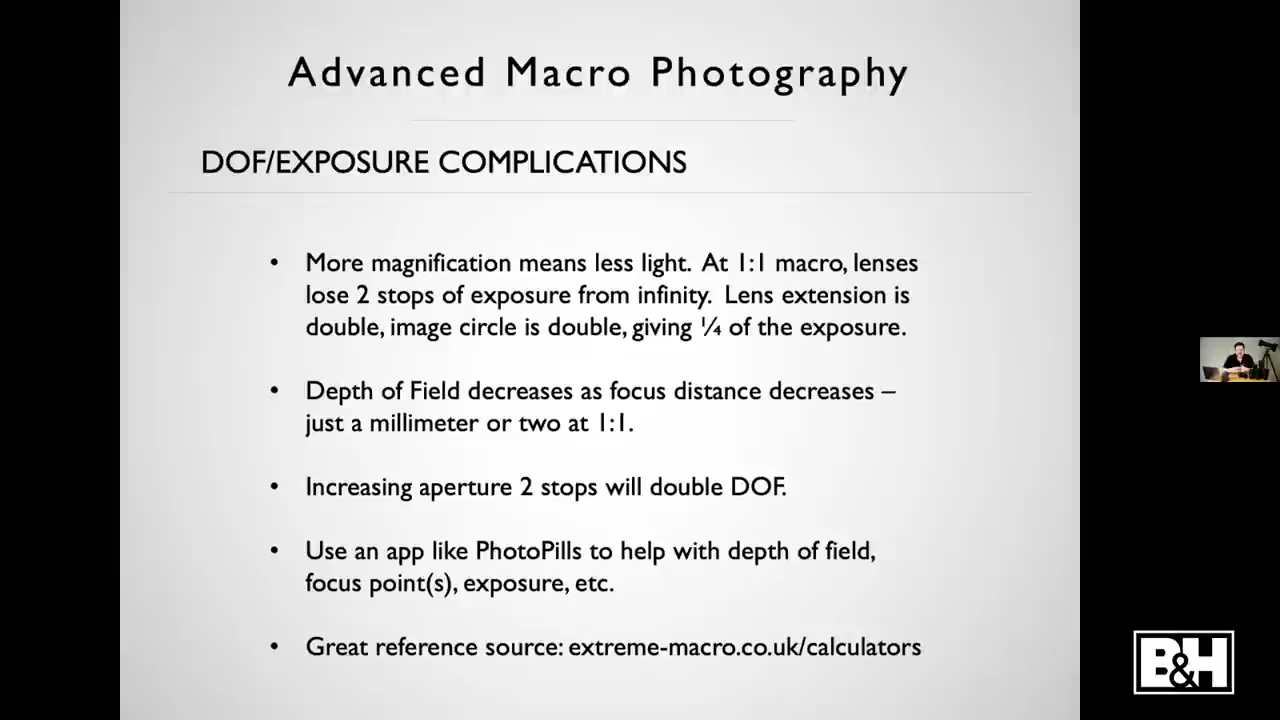 Advanced Macro Photography
DOF/EXPOSURE COMPLICATIONS
• More magnification means less light. At 1:1 macro, lenses
lose 2 stops of exposure from infinity. Lens extension is
double, image circle is double, giving ¼ of the exposure.
• Depth of Field decreases as focus distance decreases –
just a millimeter or two at 1:1.
• Increasing aperture 2 stops will double DOF.
• Use an app like PhotoPills to help with depth of field,
focus point(s), exposure, etc.
• Great reference source: extreme-macro.co.uk/calculators
B&H